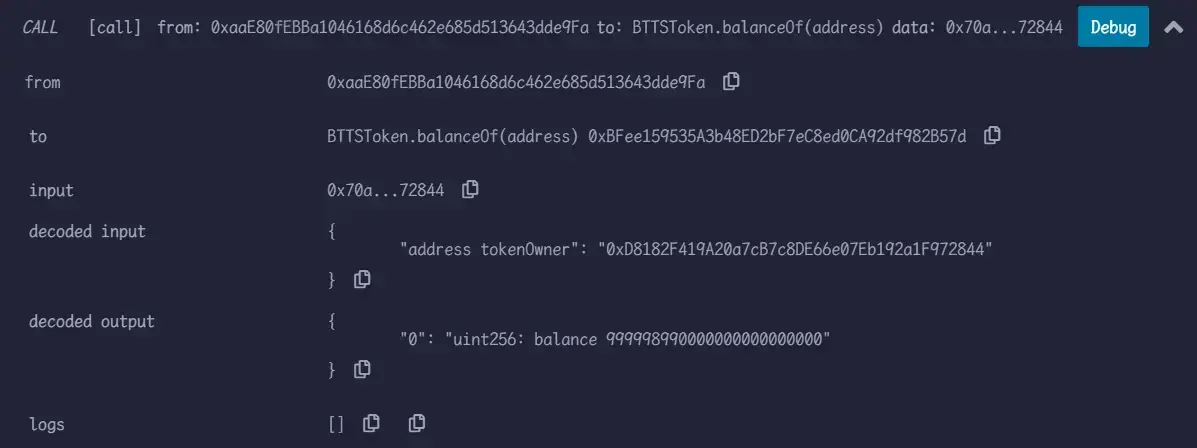 CALL [call] from: 0xaaE80fEBBa1046168d6c462e685d513643dde9Fa to: BTTSToken.balanceOf(address) data: 0x70a...72844 Debug
from 0xaaE80fEBBa1046168d6c462e685d513643dde9Fa
to BTTSToken.balanceOf(address) 0xBFee159535A3b48ED2bF7eC8ed0CA92df982B57d
input 0x70a...72844
decoded input {
"address tokenOwner": "0xD8182F419A20a7cB7c8DE66e07Eb192a1F972844"
}
decoded output {
"0": "uint256: balance 999999899000000000000000000"
}
logs []